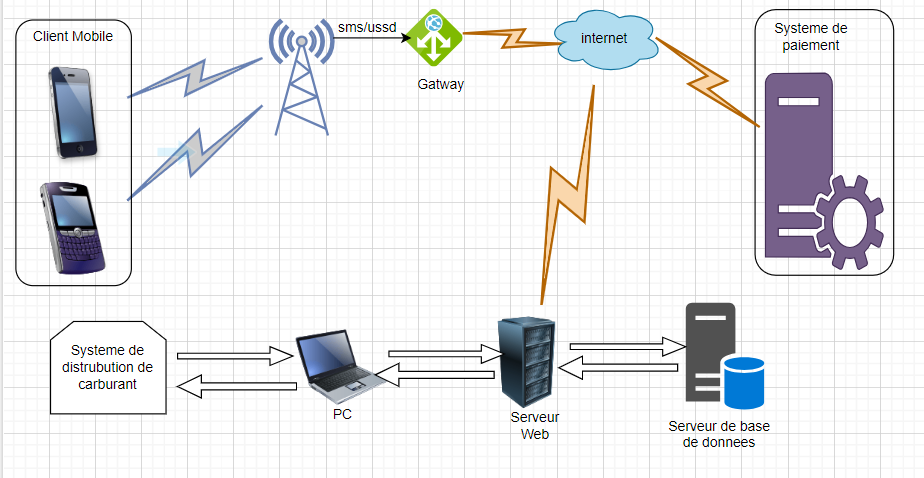 Client Mobile
sms/ussd
Gatway
internet
Systeme de
paiement
Systeme de
distrubution de
carburant
PC
Serveur
Web
Serveur de base
de donnees